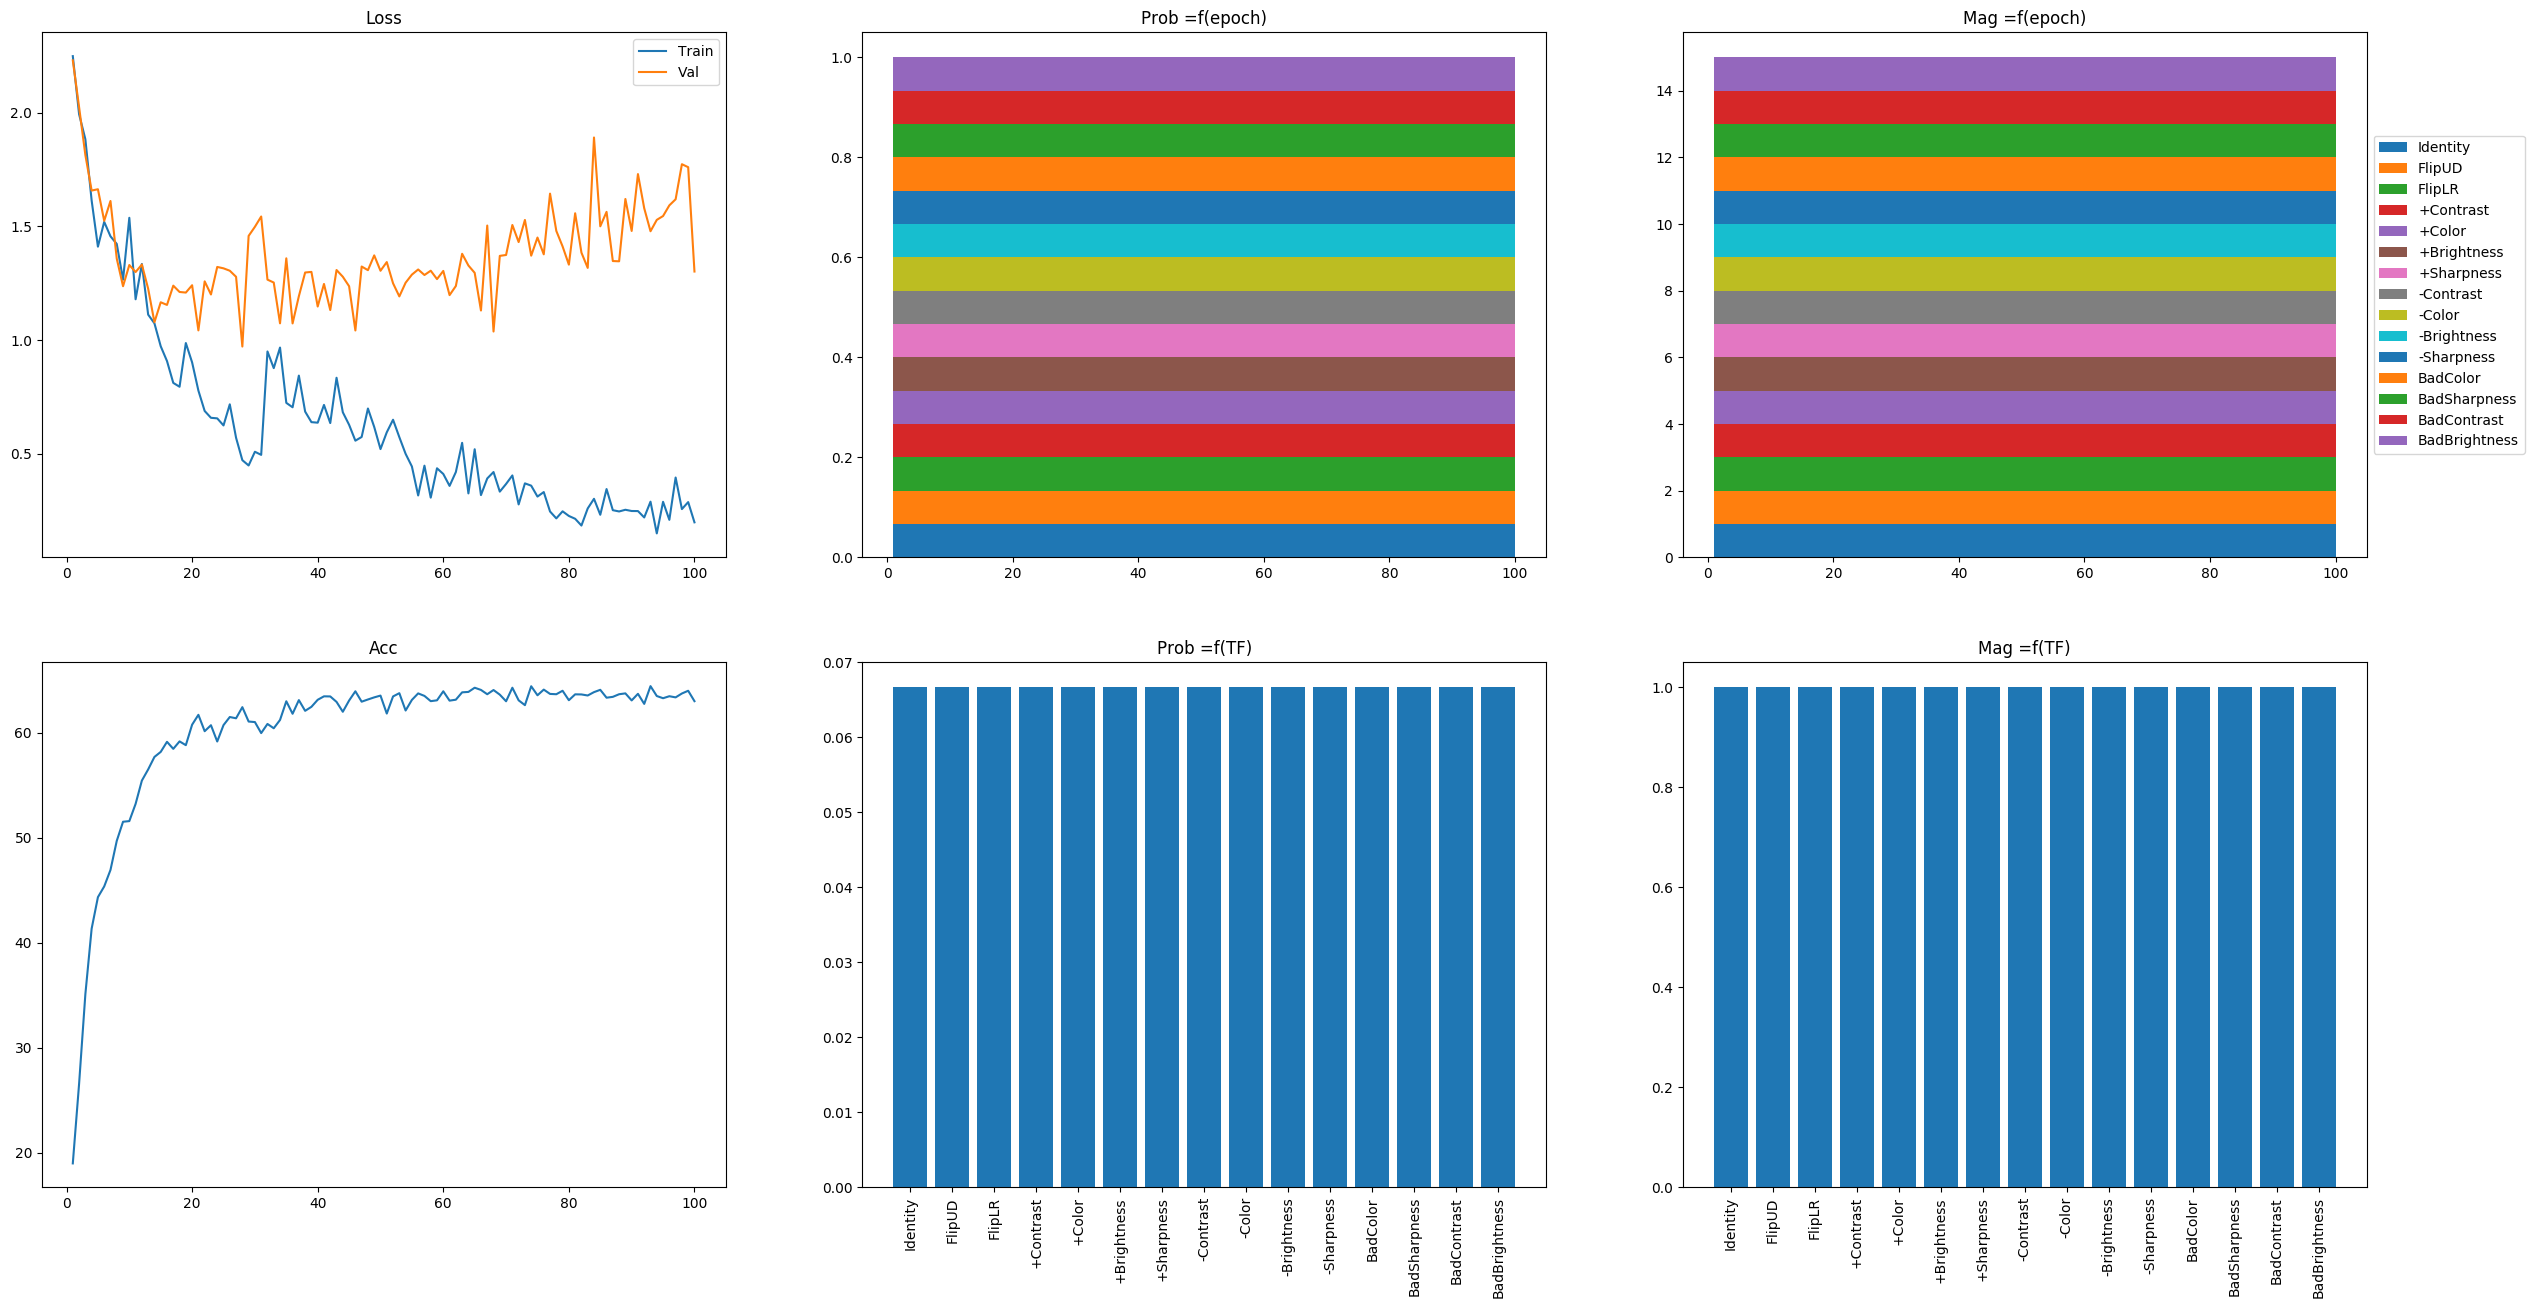 Loss
Train
Val
2.0
1.5
1.0
0.5
0 20 40 60 80 100
Prob =f(epoch)
1.0
0.8
0.6
0.4
0.2
0.0
0 20 40 60 80 100
Mag =f(epoch)
14
12
10
8
6
4
2
0
0 20 40 60 80 100
Identity
FlipUD
FlipLR
+Contrast
+Color
+Brightness
+Sharpness
-Contrast
-Color
-Brightness
-Sharpness
BadColor
BadSharpness
BadContrast
BadBrightness
Acc
60
50
40
30
20
0 20 40 60 80 100
Prob =f(TF)
0.07
0.06
0.05
0.04
0.03
0.02
0.01
0.00
Identity
FlipUD
FlipLR
+Contrast
+Color
+Brightness
+Sharpness
-Contrast
-Color
-Brightness
-Sharpness
BadColor
BadSharpness
BadContrast
BadBrightness
Mag =f(TF)
1.0
0.8
0.6
0.4
0.2
0.0
Identity
FlipUD
FlipLR
+Contrast
+Color
+Brightness
+Sharpness
-Contrast
-Color
-Brightness
-Sharpness
BadColor
BadSharpness
BadContrast
BadBrightness